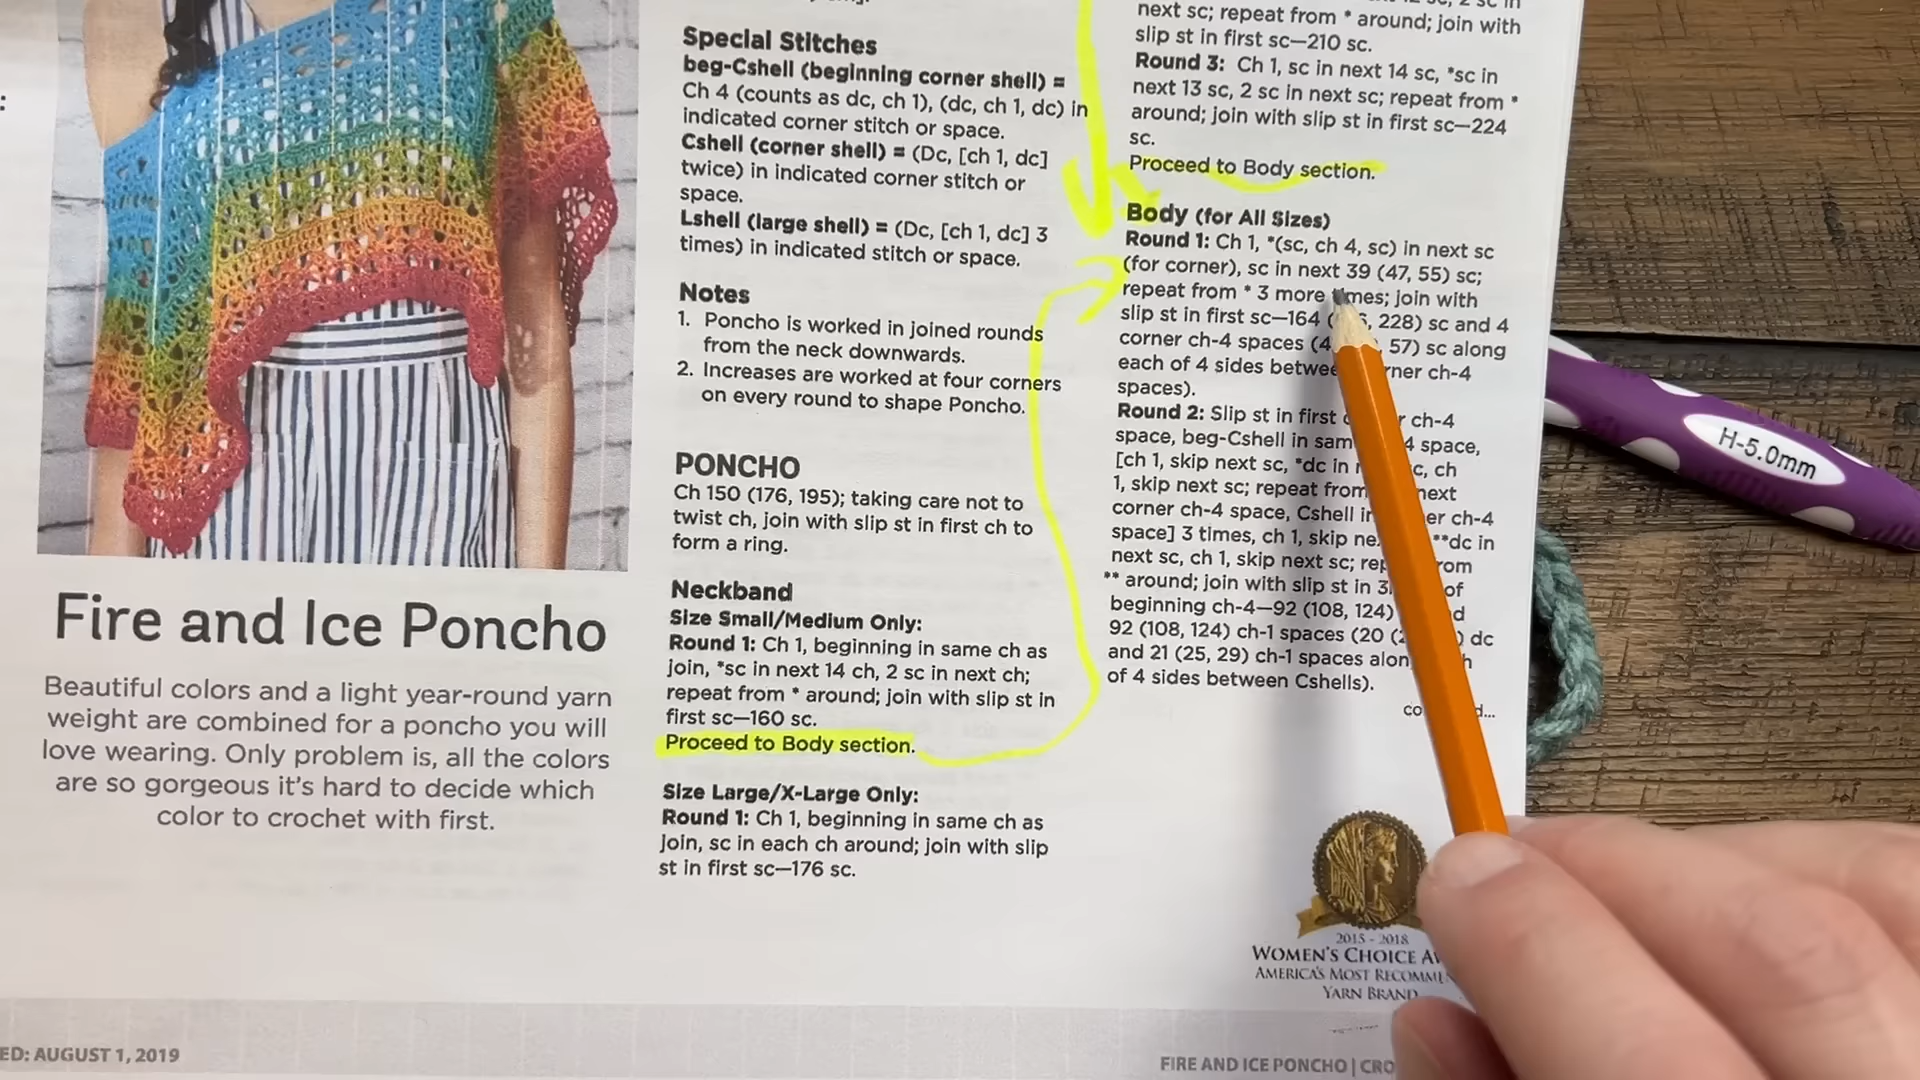 :
Fire and Ice Poncho
Beautiful colors and a light year-round yarn
weight are combined for a poncho you will
love wearing. Only problem is, all the colors
are so gorgeous it's hard to decide which
color to crochet with first.
Special Stitches
beg-Cshell (beginning corner shell) =
Ch 4 (counts as dc, ch 1), (dc, ch 1, dc) in
indicated corner stitch or space.
Cshell (corner shell) = (Dc, [ch 1, dc]
twice) in indicated corner stitch or
space.
Lshell (large shell) = (Dc, [ch 1, dc] 3
times) in indicated stitch or space.
Notes
1. Poncho is worked in joined rounds
from the neck downwards.
2. Increases are worked at four corners
on every round to shape Poncho.
PONCHO
Ch 150 (176, 195); taking care not to
twist ch, join with slip st in first ch to
form a ring.
Neckband
Size Small/Medium Only:
Round 1: Ch 1, beginning in same ch as
join, *sc in next 14 ch, 2 sc in next ch;
repeat from * around; join with slip st in
first sc—160 sc.
Proceed to Body section.
Size Large/X-Large Only:
Round 1: Ch 1, beginning in same ch as
join, sc in each ch around; join with slip
st in first sc—176 sc.
next sc; repeat from * around; join with
slip st in first sc—210 sc.
Round 3: Ch 1, sc in next 14 sc, *sc in
next 13 sc, 2 sc in next sc; repeat from *
around; join with slip st in first sc—224
sc.
Proceed to Body section.
Body (for All Sizes)
Round 1: Ch 1, *(sc, ch 4, sc) in next sc
(for corner), sc in next 39 (47, 55) sc;
repeat from * 3 more times; join with
slip st in first sc—164 228) sc and 4
corner ch-4 spaces 57) sc along
each of 4 sides ch-4
spaces).
Round 2: Slip st in first ch-4
space, beg-Cshell in 4 space,
[ch 1, skip next sc, *dc in ch
1, skip next sc; repeat from next
corner ch-4 space, Cshell ch-4
space] 3 times, ch 1, skip **dc in
next sc, ch 1, skip next sc;
** around; join with slip st in of
beginning ch-4—92 (108, 124)
92 (108, 124) ch-1 spaces (20 dc
and 21 (25, 29) ch-1 spaces
of 4 sides between Cshells).
2015 - 2018
WOMEN'S CHOICE
AMERICA'S MOST
YARN BRAND
ED: AUGUST 1, 2019
FIRE AND ICE PONCHO |
H-5.0mm